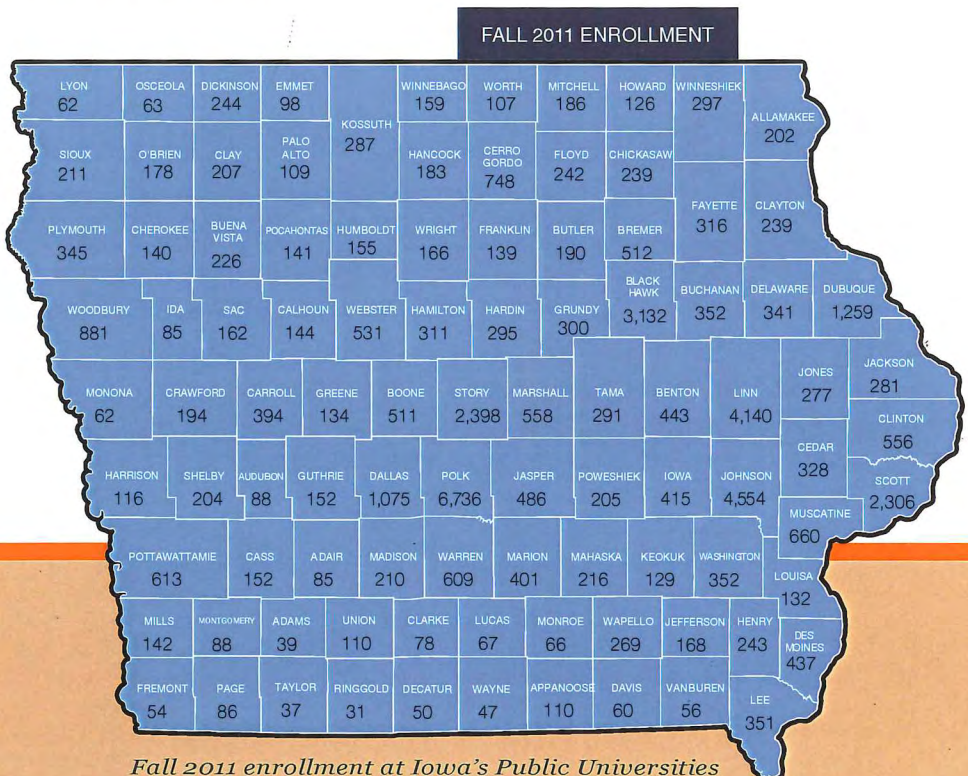 FALL 2011 ENROLLMENT
LYON
62
OSCEOLA
63
DICKINSON
244
EMMET
98
KOSSUTH
287
WINNEBAGO
159
WORTH
107
MITCHELL
186
HOWARD
126
WINNESHIEK
297
ALLAMAKEE
202
SIOUX
211
O'BRIEN
178
CLAY
207
PALO
ALTO
109
HANCOCK
183
CERRO
GORDO
748
FLOYD
242
CHICKASAW
239
FAYETTE
316
CLAYTON
239
PLYMOUTH
345
CHEROKEE
140
BUENA
VISTA
226
POCAHONTAS
141
HUMBOLDT
155
WRIGHT
166
FRANKLIN
139
BUTLER
190
BREMER
512
WOODBURY
881
IDA
85
SAC
162
CALHOUN
144
WEBSTER
531
HAMILTON
311
HARDIN
295
GRUNDY
300
BLACK
HAWK
3,132
BUCHANAN
352
DELAWARE
341
DUBUQUE
1,259
MONONA
62
CRAWFORD
194
CARROLL
394
GREENE
134
BOONE
511
STORY
2,398
MARSHALL
558
TAMA
291
BENTON
443
LINN
4,140
JONES
277
JACKSON
281
CLINTON
556
CEDAR
328
HARRISON
116
SHELBY
204
AUDUBON
88
GUTHRIE
152
DALLAS
1,075
POLK
6,736
JASPER
486
POWESHIEK
205
IOWA
415
JOHNSON
4,554
SCOTT
2,306
MUSCATINE
660
POTTAWATTAMIE
613
CASS
152
ADAIR
85
MADISON
210
WARREN
609
MARION
401
MAHASKA
216
KEOKUK
129
WASHINGTON
352
LOUISA
132
MILLS
142
MONTGOMERY
88
ADAMS
39
UNION
110
CLARKE
78
LUCAS
67
MONROE
66
WAPELLO
269
JEFFERSON
168
HENRY
243
DES
MOINES
437
FREMONT
54
PAGE
86
TAYLOR
37
RINGGOLD
31
DECATUR
50
WAYNE
47
APPANOOSE
110
DAVIS
60
VAN BUREN
56
LEE
351
Fall 2011 enrollment at Iowa's Public Universities